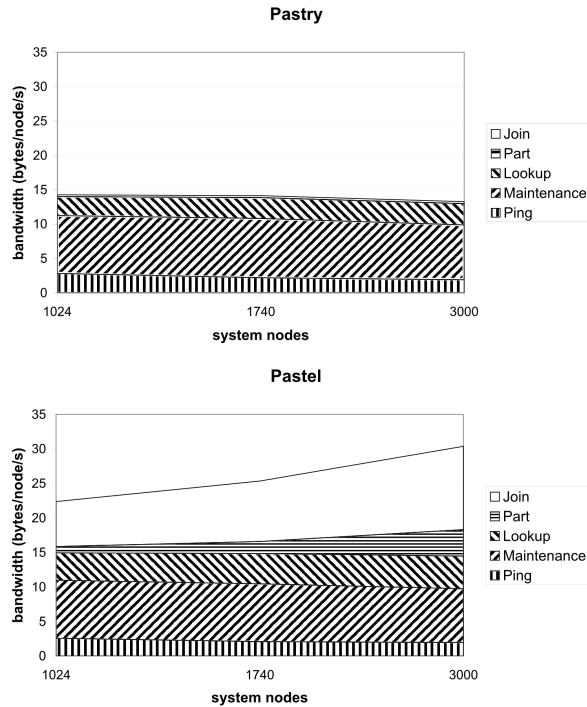 Pastry
35
30
25
20
15
10
5
0
bandwidth (bytes/node/s)
1024 1740 3000
system nodes
Join
Part
Lookup
Maintenance
Ping
Pastel
35
30
25
20
15
10
5
0
bandwidth (bytes/node/s)
1024 1740 3000
system nodes
Join
Part
Lookup
Maintenance
Ping